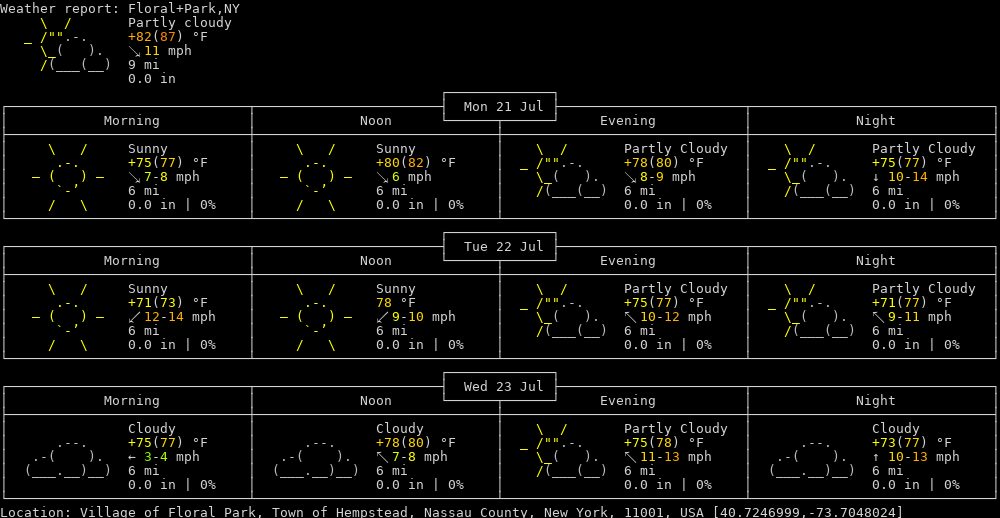 Weather report: Floral+Park,NY
Partly cloudy
+82(87) °F
↘ 11 mph
9 mi
0.0 in
Mon 21 Jul
Morning Noon Evening Night
Sunny Sunny Partly Cloudy Partly Cloudy
+75(77) °F +80(82) °F +78(80) °F +75(77) °F
↘ 7-8 mph ↘ 6 mph ↘ 8-9 mph ↓ 10-14 mph
6 mi 6 mi 6 mi 6 mi
0.0 in | 0% 0.0 in | 0% 0.0 in | 0% 0.0 in | 0%
Tue 22 Jul
Morning Noon Evening Night
Sunny Sunny Partly Cloudy Partly Cloudy
+71(73) °F 78 °F +75(77) °F +71(77) °F
↙ 12-14 mph ↙ 9-10 mph ↖ 10-12 mph ↖ 9-11 mph
6 mi 6 mi 6 mi 6 mi
0.0 in | 0% 0.0 in | 0% 0.0 in | 0% 0.0 in | 0%
Wed 23 Jul
Morning Noon Evening Night
Cloudy Cloudy Partly Cloudy Cloudy
+75(77) °F +78(80) °F +75(78) °F +73(77) °F
← 3-4 mph ↖ 7-8 mph ↖ 11-13 mph ↑ 10-13 mph
6 mi 6 mi 6 mi 6 mi
0.0 in | 0% 0.0 in | 0% 0.0 in | 0% 0.0 in | 0%
Location: Village of Floral Park, Town of Hempstead, Nassau County, New York, 11001, USA [40.7246999,-73.7048024]